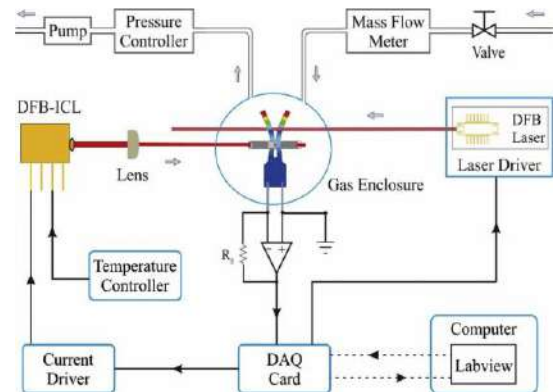 Pump
Pressure
Controller
Mass Flow
Meter
Valve
DFB-ICL
Lens
DFB
Laser
Laser Driver
Gas Enclosure
- +
Temperature
Controller
Current
Driver
DAQ
Card
Computer
Labview